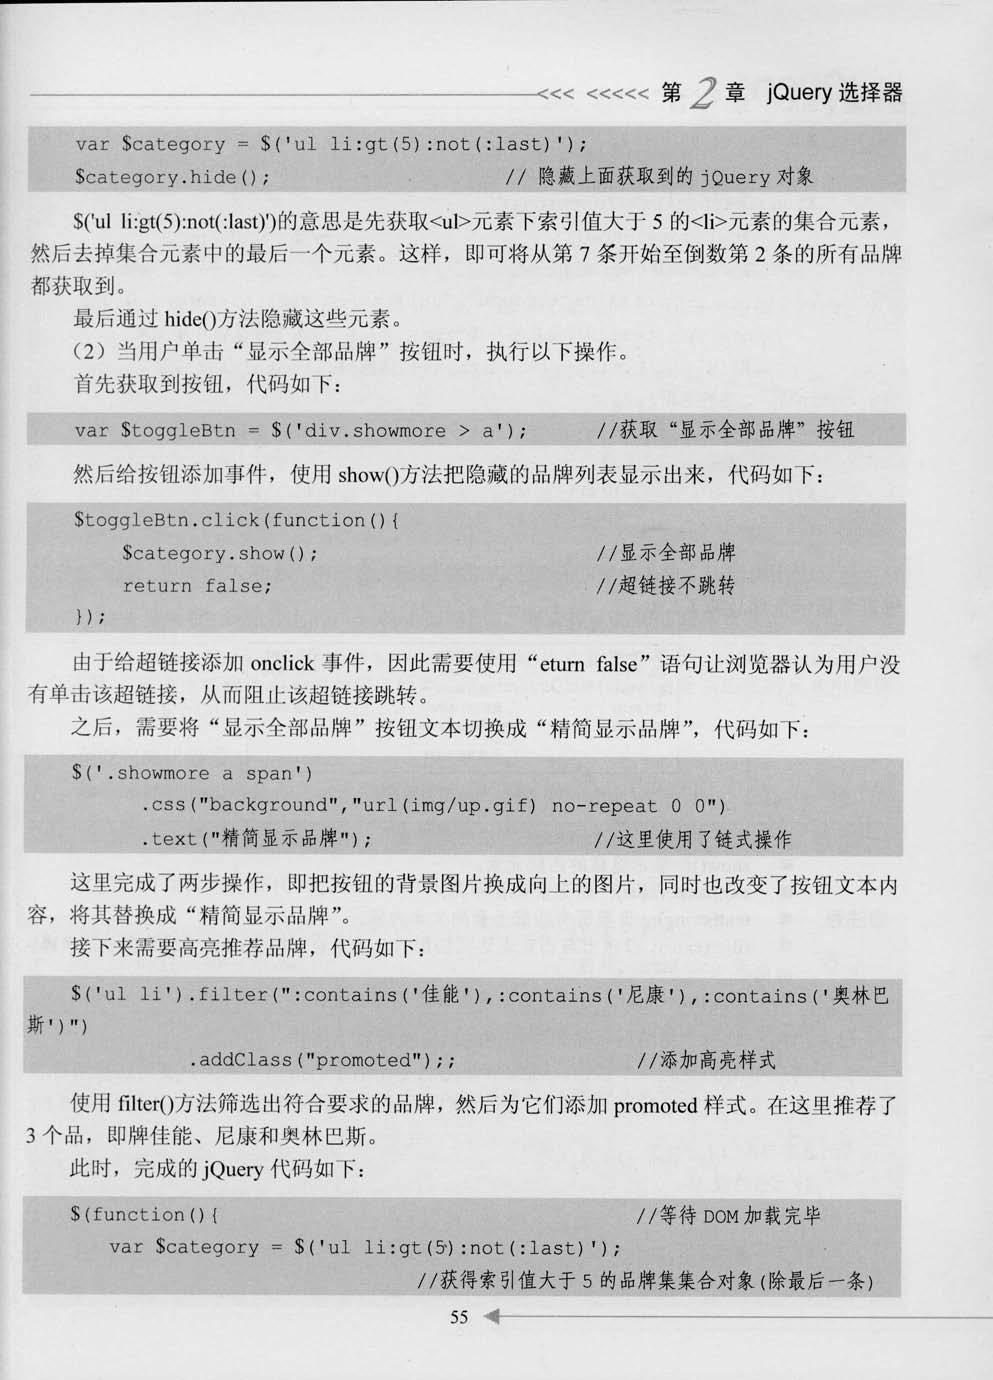 <<< <<<<< 第2章 jQuery 选择器
var $category = $('ul li:gt(5):not(:last)');
$category.hide(); // 隐藏上面获取到的 jQuery 对象
$('ul li:gt(5):not(:last)')的意思是先获取<ul>元素下索引值大于 5 的<li>元素的集合元素，
然后去掉集合元素中的最后一个元素。这样，即可将从第 7 条开始至倒数第 2 条的所有品牌
都获取到。
最后通过 hide()方法隐藏这些元素。
（2）当用户单击“显示全部品牌”按钮时，执行以下操作。
首先获取到按钮，代码如下：
var $toggleBtn = $('div.showmore > a'); //获取“显示全部品牌”按钮
然后给按钮添加事件，使用 show()方法把隐藏的品牌列表显示出来，代码如下：
$toggleBtn.click(function(){
$category.show(); //显示全部品牌
return false; //超链接不跳转
});
由于给超链接添加 onclick 事件，因此需要使用“eturn false”语句让浏览器认为用户没
有单击该超链接，从而阻止该超链接跳转。
之后，需要将“显示全部品牌”按钮文本切换成“精简显示品牌”，代码如下：
$('.showmore a span')
.css("background","url(img/up.gif) no-repeat 0 0")
.text("精简显示品牌"); //这里使用了链式操作
这里完成了两步操作，即把按钮的背景图片换成向上的图片，同时也改变了按钮文本内
容，将其替换成“精简显示品牌”。
接下来需要高亮推荐品牌，代码如下：
$('ul li').filter(":contains('佳能'),:contains('尼康'),:contains('奥林巴
斯')")
.addClass("promoted");; //添加高亮样式
使用 filter()方法筛选出符合要求的品牌，然后为它们添加 promoted 样式。在这里推荐了
3 个品，即牌佳能、尼康和奥林巴斯。
此时，完成的 jQuery 代码如下：
$(function(){ //等待 DOM 加载完毕
var $category = $('ul li:gt(5):not(:last)');
//获得索引值大于 5 的品牌集集合对象(除最后一条)
55